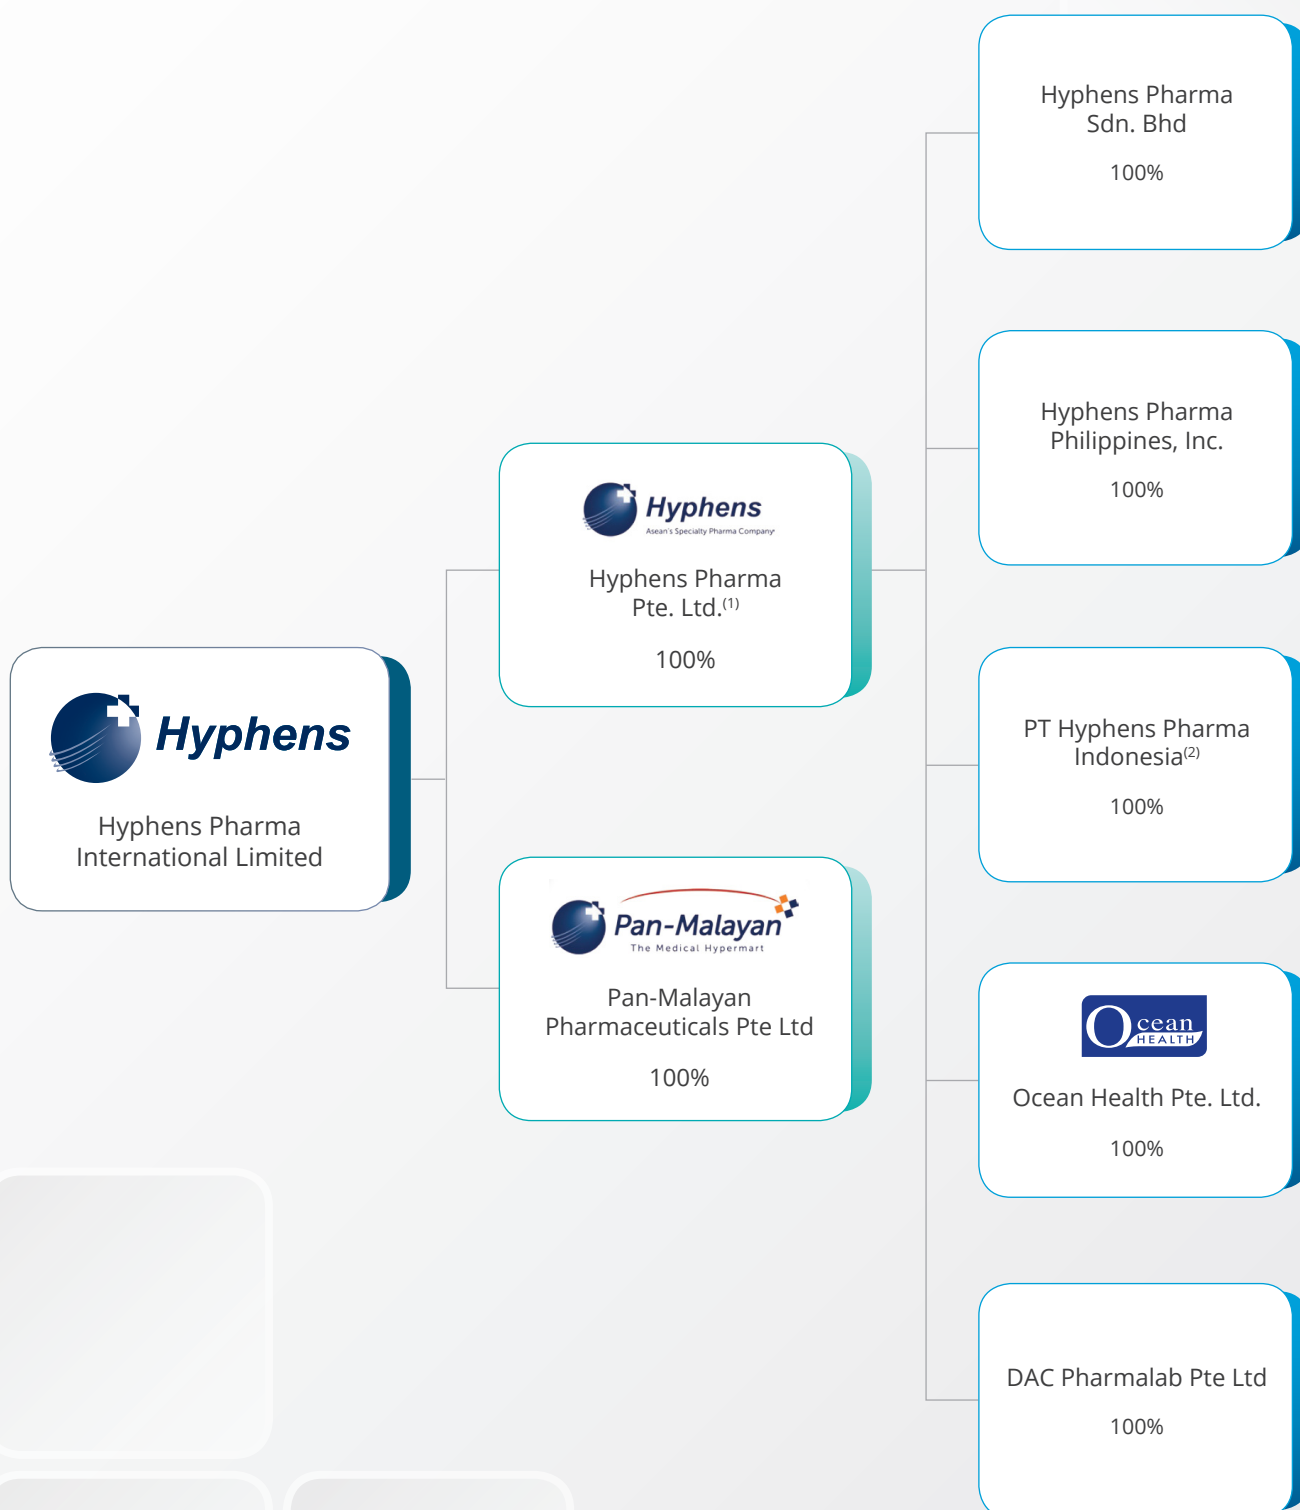 Hyphens
Hyphens Pharma
International Limited
Hyphens
Asean's Specialty Pharma Company
Hyphens Pharma
Pte. Ltd.(1)
100%
Pan-Malayan
The Medical Hypermart
Pan-Malayan
Pharmaceuticals Pte Ltd
100%
Hyphens Pharma
Sdn. Bhd
100%
Hyphens Pharma
Philippines, Inc.
100%
PT Hyphens Pharma
Indonesia(2)
100%
Ocean
HEALTH
Ocean Health Pte. Ltd.
100%
DAC Pharmalab Pte Ltd
100%